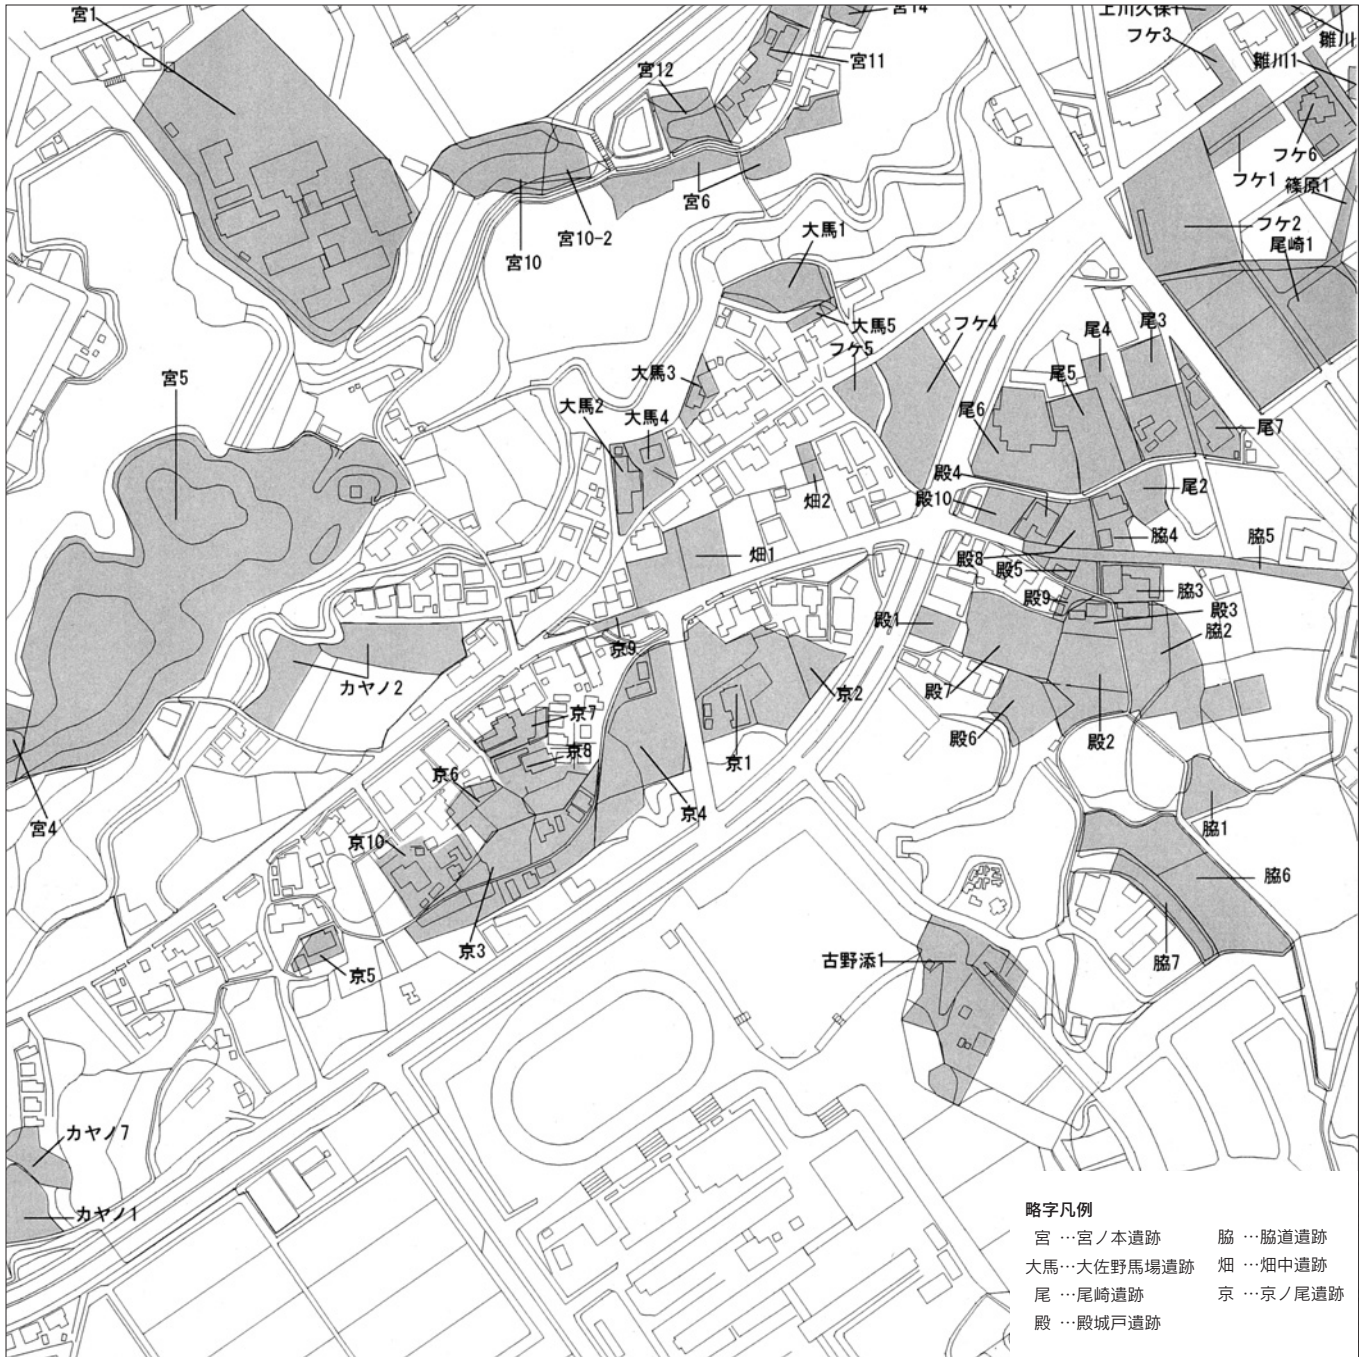 宮1
宮14
上川久保1
雛川
フケ3
宮11
雛川1
宮12
フケ6
フケ1
篠原1
宮6
フケ2
大馬1
宮10-2
尾崎1
宮10
大馬5
フケ4
尾3
尾4
フケ5
大馬3
尾5
宮5
大馬2
大馬4
尾6
尾7
殿4
尾2
殿10
畑2
脇4
脇5
畑1
殿8
殿5
脇3
殿9
殿3
殿1
脇2
京9
カヤノ2
殿7
京2
京7
殿6
殿2
京8
京1
京6
京4
宮4
脇1
京10
脇6
京3
古野添1
脇7
京5
カヤノ7
カヤノ1
略字凡例
宮 …宮ノ本遺跡
大馬…大佐野馬場遺跡
尾 …尾崎遺跡
殿 …殿城戸遺跡
脇 …脇道遺跡
畑 …畑中遺跡
京 …京ノ尾遺跡